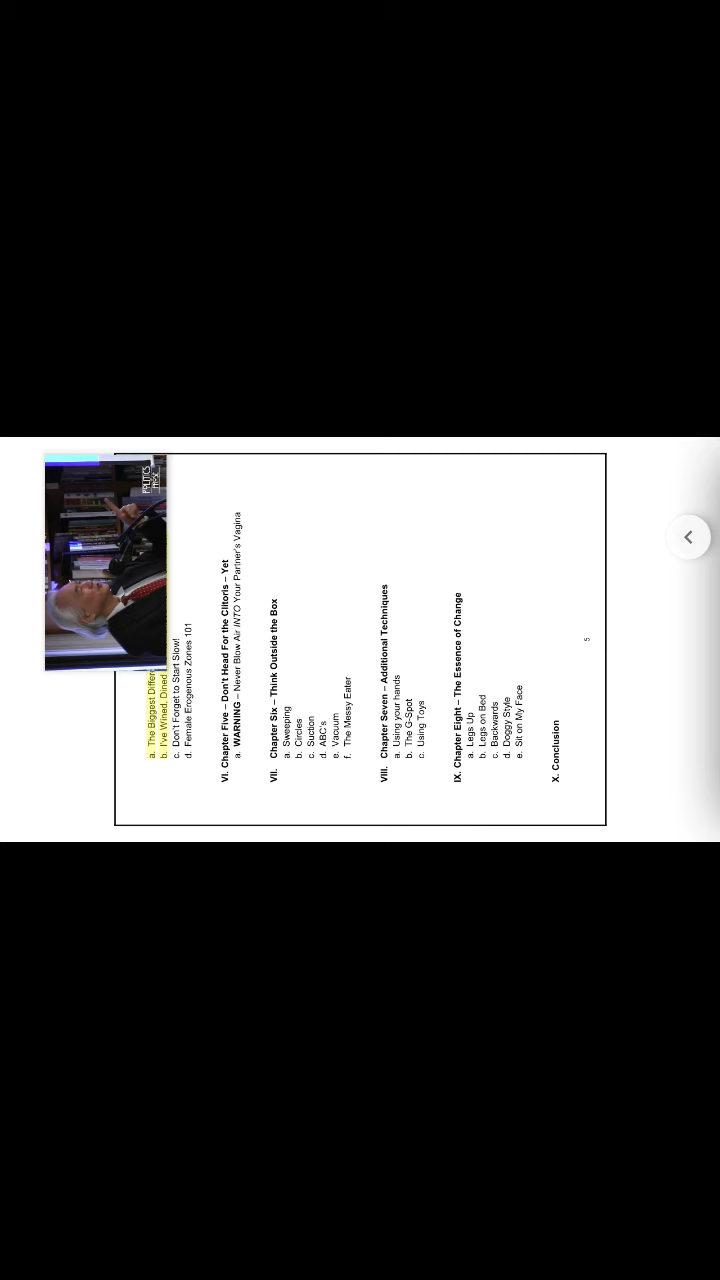 a. The Biggest Differ
b. I've Wined, Dined
c. Don't Forget to Start Slow!
d. Female Erogenous Zones 101
VI. Chapter Five – Don't Head For the Clitoris – Yet
a. WARNING – Never Blow Air INTO Your Partner's Vagina
VII. Chapter Six – Think Outside the Box
a. Sweeping
b. Circles
c. Suction
d. ABC's
e. Vacuum
f. The Messy Eater
VIII. Chapter Seven – Additional Techniques
a. Using your hands
b. The G-Spot
c. Using Toys
IX. Chapter Eight – The Essence of Change
a. Legs Up
b. Legs on Bed
c. Backwards
d. Doggy Style
e. Sit on My Face
X. Conclusion
5
POLITICS